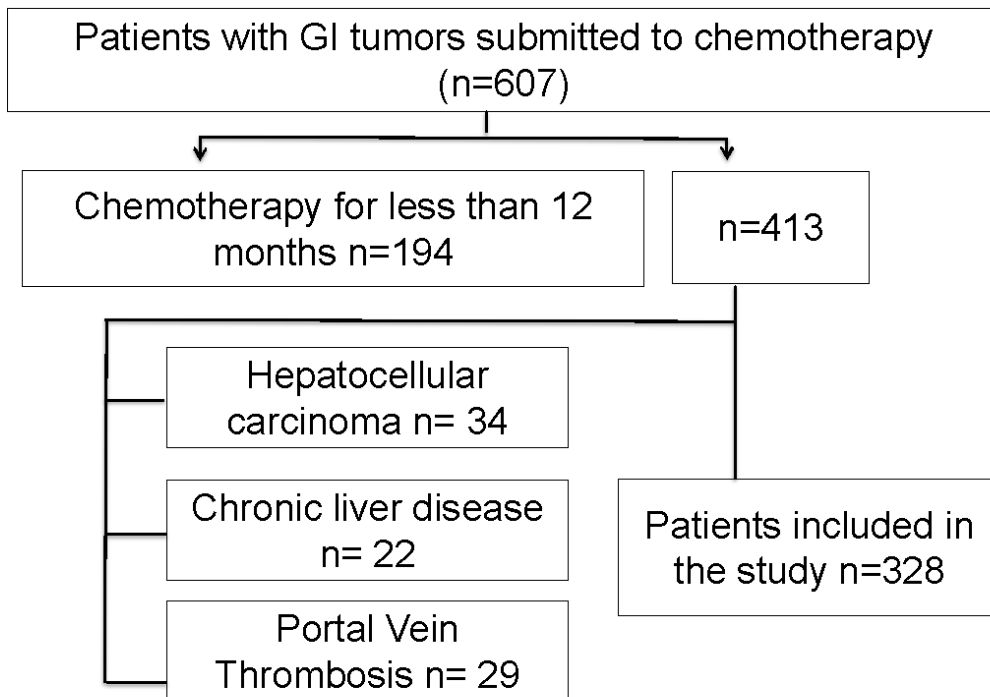 Patients with GI tumors submitted to chemotherapy
(n=607)
Chemotherapy for less than 12
months n=194
n=413
Hepatocellular
carcinoma n= 34
Chronic liver disease
n= 22
Portal Vein
Thrombosis n= 29
Patients included in
the study n=328